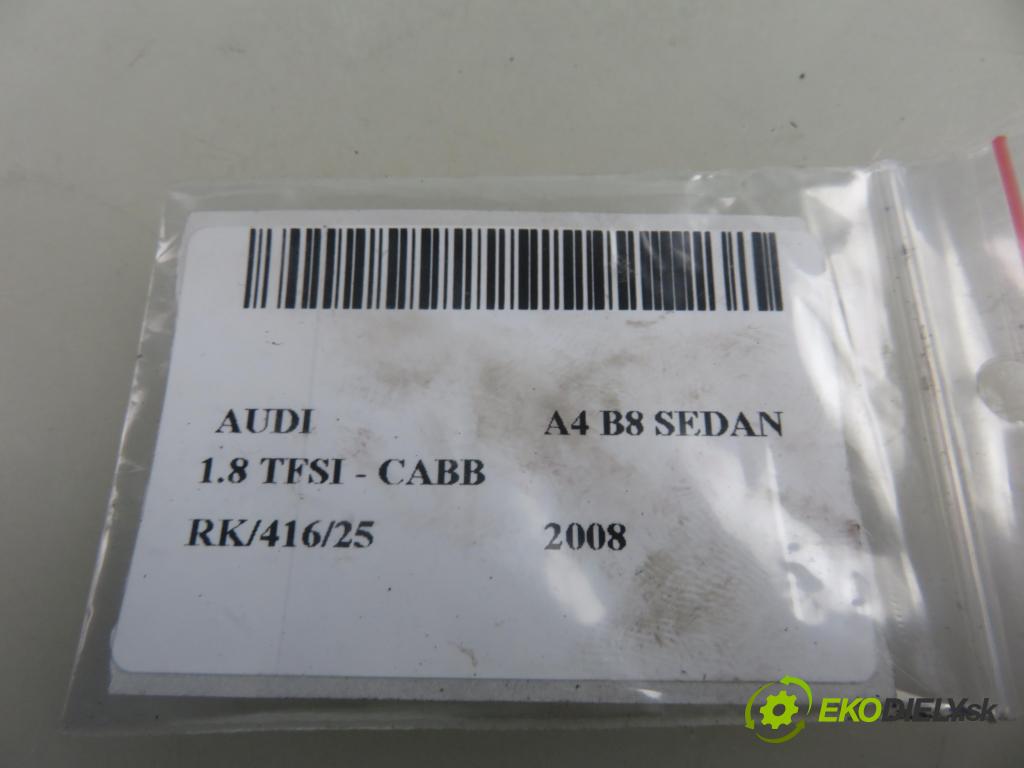 AUDI A4 B8 SEDAN
1.8 TFSI - CABB
RK/416/25 2008
EKODIELY.sk